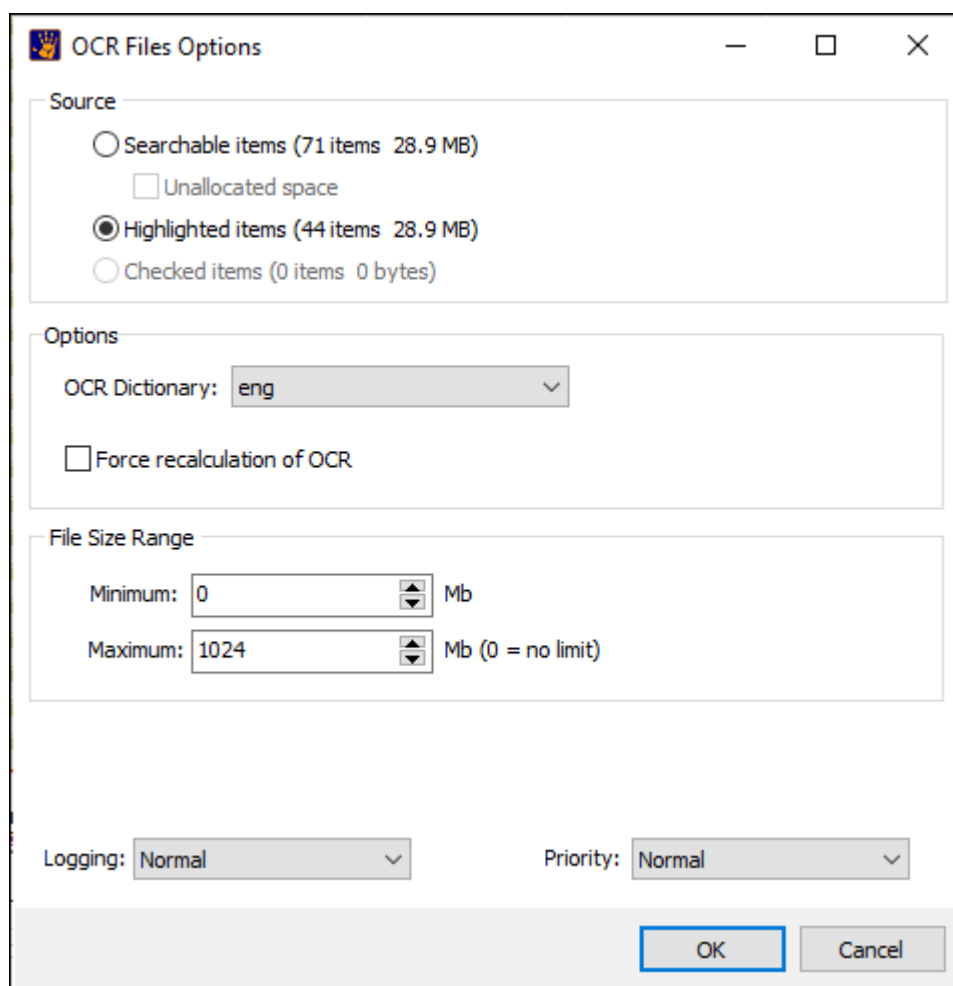 OCR Files Options
Source
Searchable items (71 items 28.9 MB)
Unallocated space
Highlighted items (44 items 28.9 MB)
Checked items (0 items 0 bytes)
Options
OCR Dictionary: eng
Force recalculation of OCR
File Size Range
Minimum: 0 Mb
Maximum: 1024 Mb (0 = no limit)
Logging: Normal Priority: Normal
OK Cancel